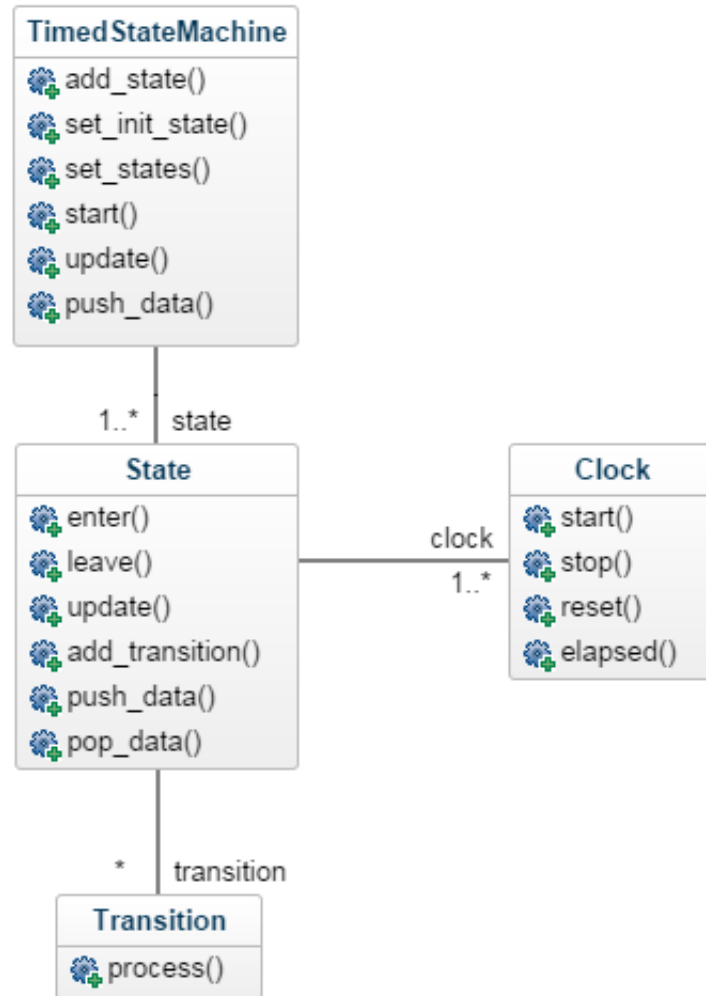 TimedStateMachine
add_state()
set_init_state()
set_states()
start()
update()
push_data()
1..* state
State
enter()
leave()
update()
add_transition()
push_data()
pop_data()
clock
1..*
Clock
start()
stop()
reset()
elapsed()
* transition
Transition
process()